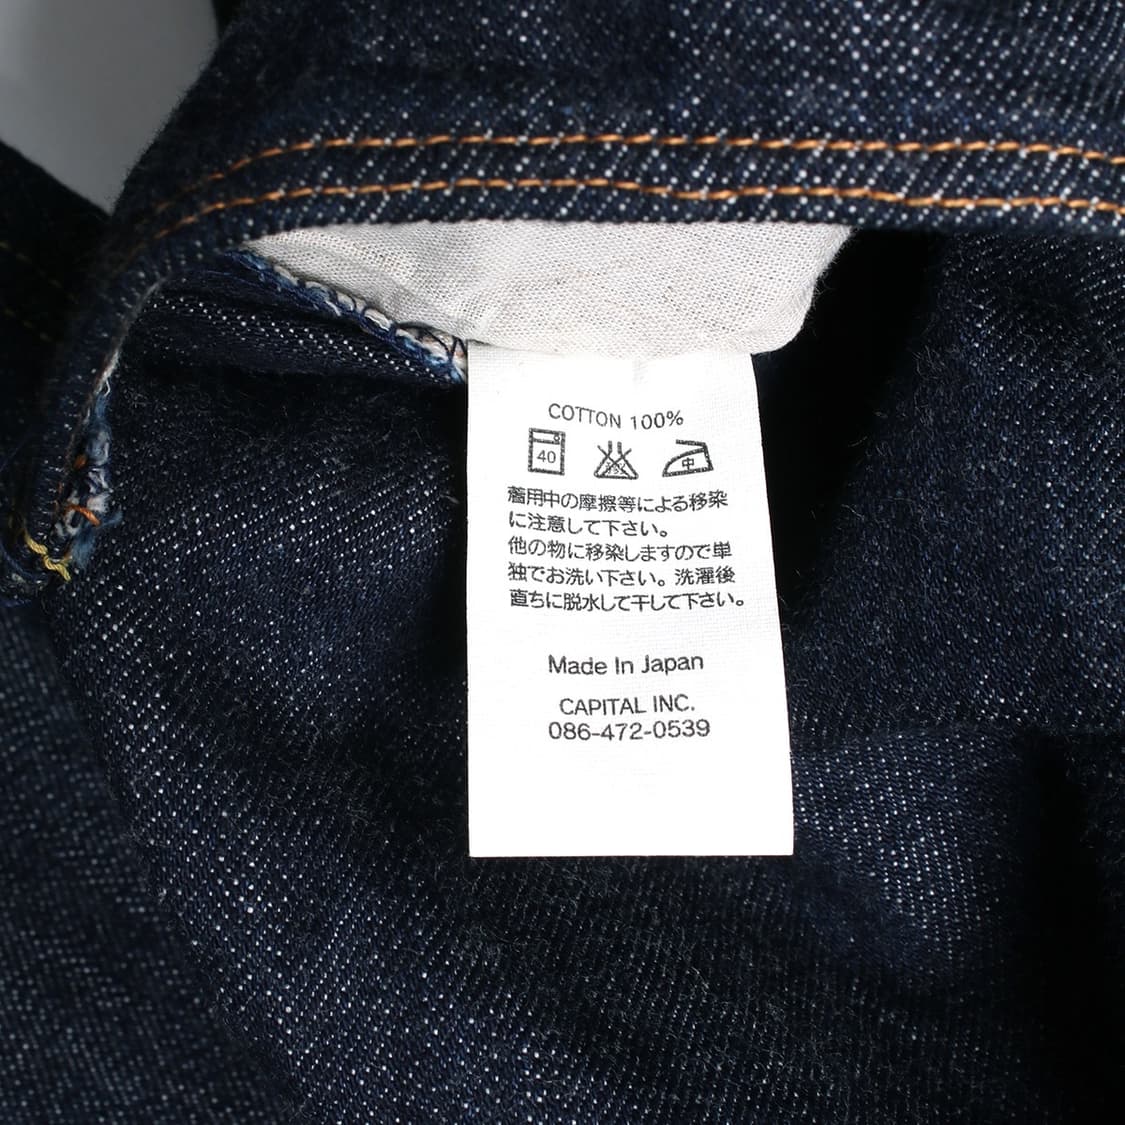 COTTON 100%
40 中
着用中の摩擦等による移染
に注意して下さい。
他の物に移染しますので単
独でお洗い下さい。洗濯後
直ちに脱水して干して下さい。
Made In Japan
CAPITAL INC.
086-472-0539